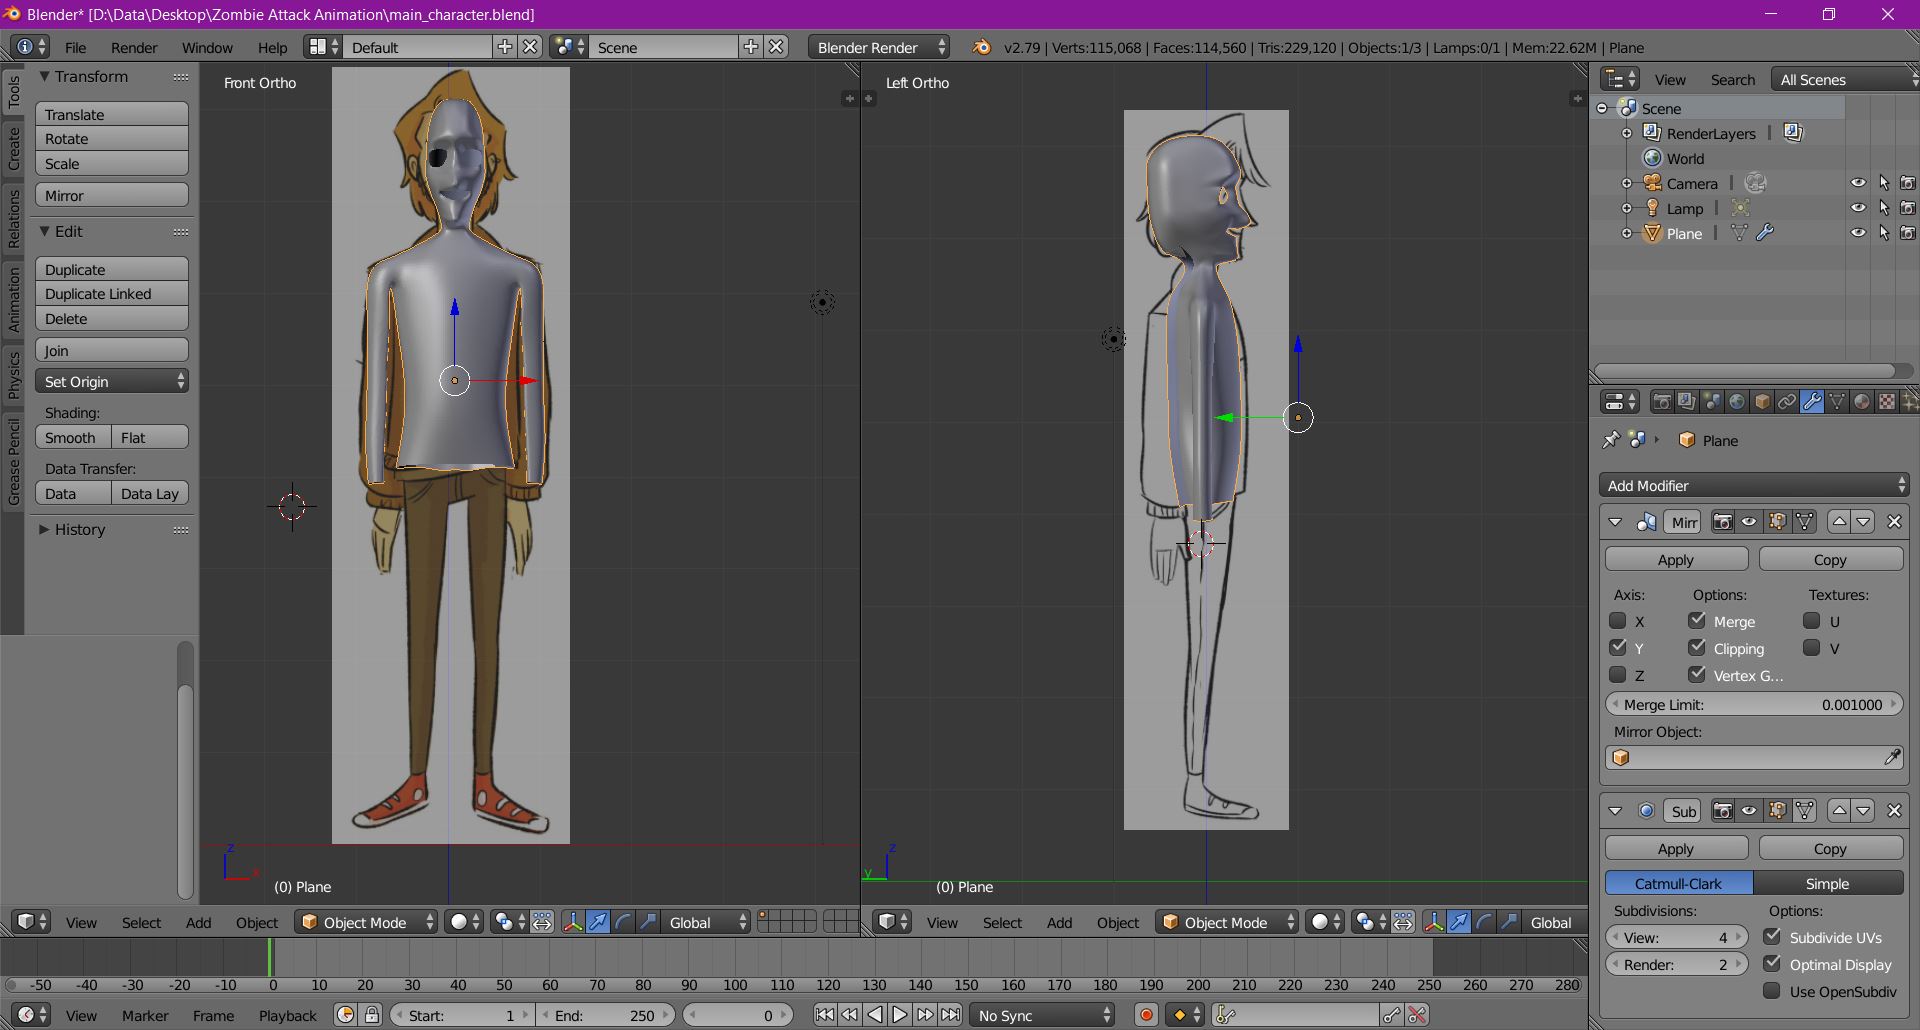 Blender* [D:\Data\Desktop\Zombie Attack Animation\main_character.blend]
File Render Window Help Default Scene Blender Render v2.79 | Verts:115,068 | Faces:114,560 | Tris:229,120 | Objects:1/3 | Lamps:0/1 | Mem:22.62M | Plane
Tools
Create
Relations
Animation
Physics
Grease Pencil
Transform
Translate
Rotate
Scale
Mirror
Edit
Duplicate
Duplicate Linked
Delete
Join
Set Origin
Shading:
Smooth Flat
Data Transfer:
Data Data Lay
History
Front Ortho
z
x
(0) Plane
View Select Add Object Object Mode Global
Left Ortho
z
y
(0) Plane
View Select Add Object Object Mode Global
View Search All Scenes
Scene
RenderLayers |
World
Camera |
Lamp |
Plane |
Plane
Add Modifier
Mirr
Apply Copy
Axis: Options: Textures:
X Merge U
Y Clipping V
Z Vertex G...
Merge Limit: 0.001000
Mirror Object:
Sub
Apply Copy
Catmull-Clark Simple
Subdivisions: Options:
View: 4 Subdivide UVs
Render: 2 Optimal Display
Use OpenSubdiv
-50 -40 -30 -20 -10 0 10 20 30 40 50 60 70 80 90 100 110 120 130 140 150 160 170 180 190 200 210 220 230 240 250 260 270 280
View Marker Frame Playback Start: 1 End: 250 0 No Sync